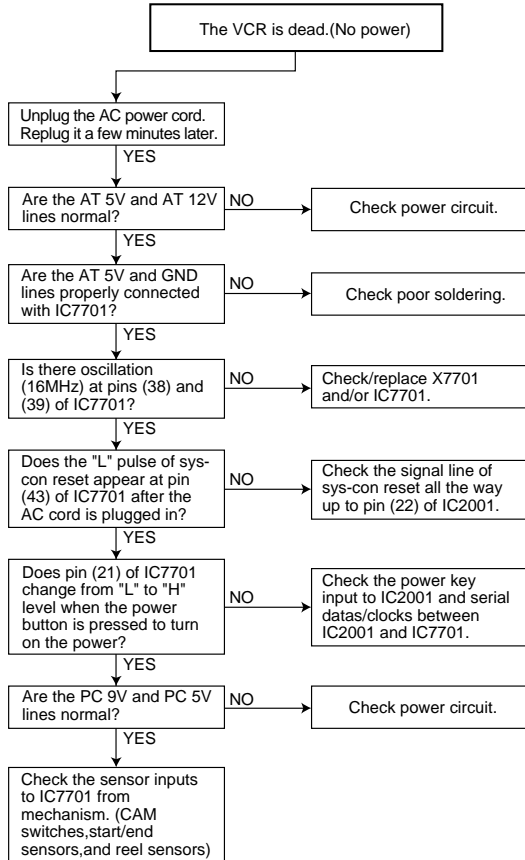 The VCR is dead.(No power)
Unplug the AC power cord.
Replug it a few minutes later.
YES
Are the AT 5V and AT 12V
lines normal?
NO
Check power circuit.
YES
Are the AT 5V and GND
lines properly connected
with IC7701?
NO
Check poor soldering.
YES
Is there oscillation
(16MHz) at pins (38) and
(39) of IC7701?
NO
Check/replace X7701
and/or IC7701.
YES
Does the "L" pulse of sys-
con reset appear at pin
(43) of IC7701 after the
AC cord is plugged in?
NO
Check the signal line of
sys-con reset all the way
up to pin (22) of IC2001.
YES
Does pin (21) of IC7701
change from "L" to "H"
level when the power
button is pressed to turn
on the power?
NO
Check the power key
input to IC2001 and serial
datas/clocks between
IC2001 and IC7701.
YES
Are the PC 9V and PC 5V
lines normal?
NO
Check power circuit.
YES
Check the sensor inputs
to IC7701 from
mechanism. (CAM
switches,start/end
sensors,and reel sensors)